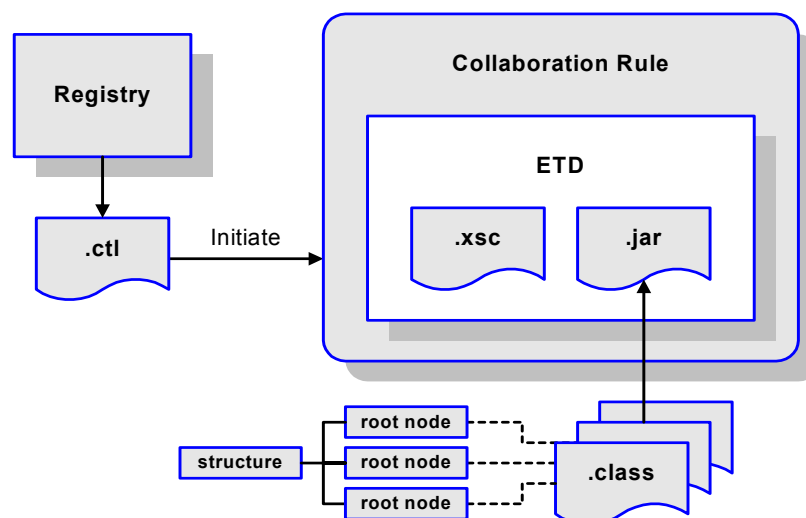 Registry
Collaboration Rule
ETD
.ctl
Initiate
.xsc
.jar
root node
structure
root node
root node
.class